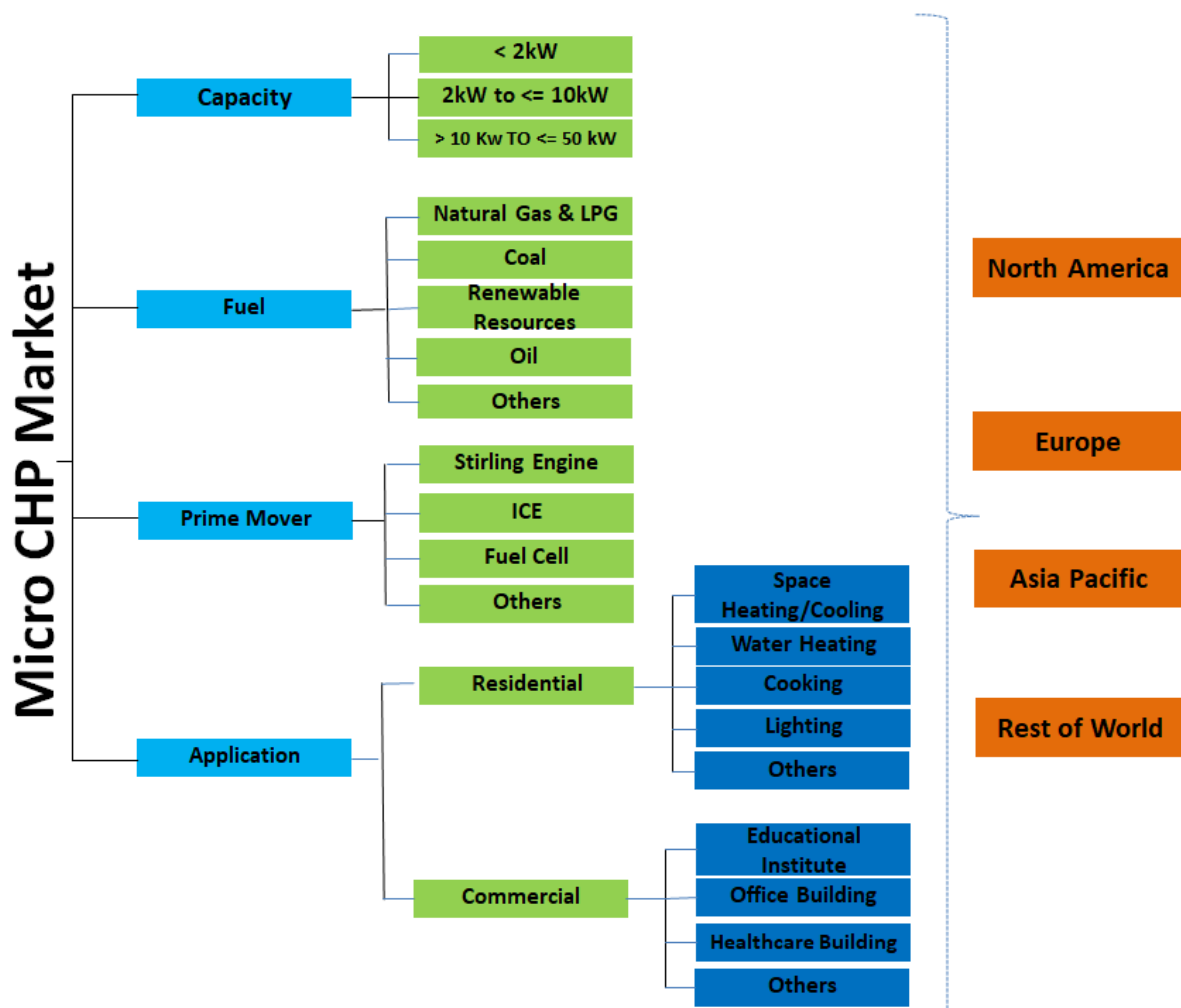 Micro CHP Market
Capacity
< 2kW
2kW to <= 10kW
> 10 Kw TO <= 50 kW
Fuel
Natural Gas & LPG
Coal
Renewable
Resources
Oil
Others
Prime Mover
Stirling Engine
ICE
Fuel Cell
Others
Application
Residential
Space
Heating/Cooling
Water Heating
Cooking
Lighting
Others
Commercial
Educational
Institute
Office Building
Healthcare Building
Others
North America
Europe
Asia Pacific
Rest of World